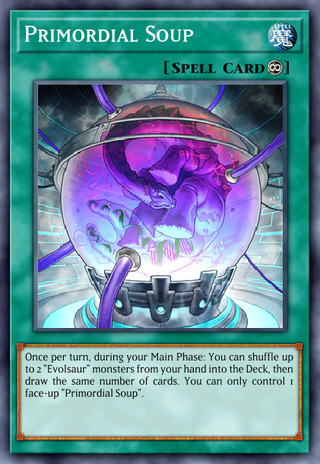 Primordial Soup
[Spell Card]
Once per turn, during your Main Phase: You can shuffle up
to 2 "Evolsaur" monsters from your hand into the Deck, then
draw the same number of cards. You can only control 1
face-up "Primordial Soup".